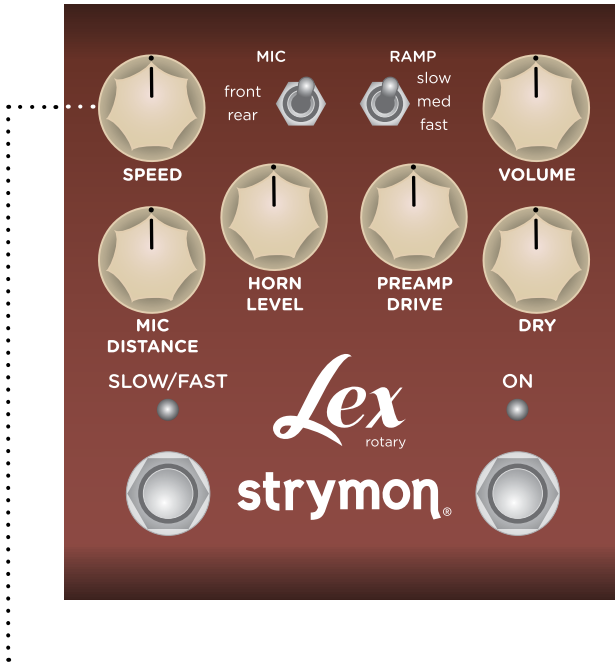 MIC
RAMP
front
rear
slow
med
fast
SPEED
VOLUME
HORN
LEVEL
PREAMP
DRIVE
MIC
DISTANCE
DRY
SLOW/FAST
ON
Lex
rotary
strymon®